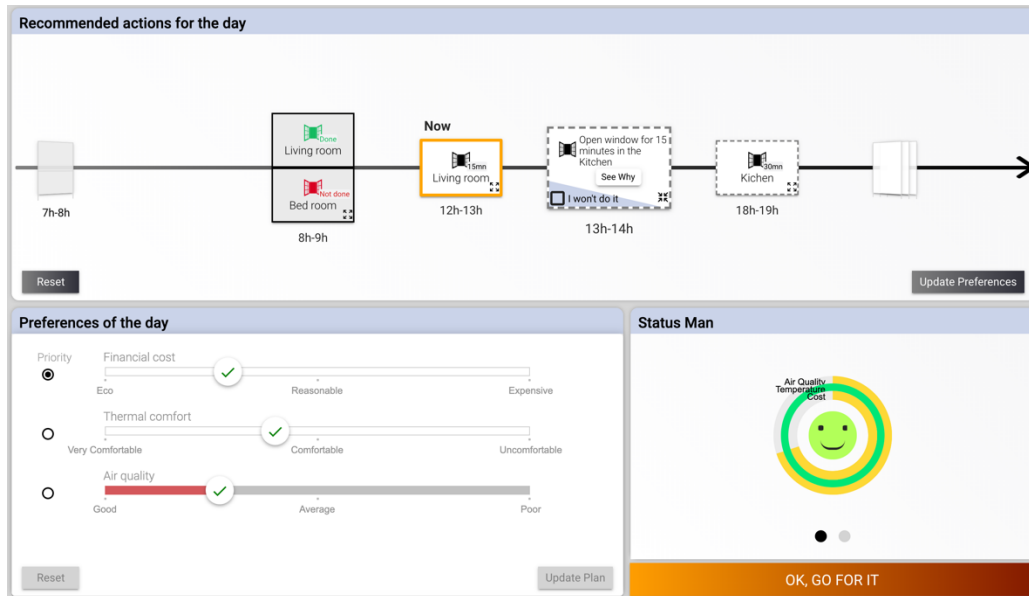 Recommended actions for the day
7h-8h
Done
Living room
Not done
Bed room
8h-9h
Now
15mn
Living room
12h-13h
Open window for 15
minutes in the
Kitchen
See Why
I won't do it
13h-14h
30mn
Kichen
18h-19h
Reset
Update Preferences
Preferences of the day
Priority
Financial cost
Eco
Reasonable
Expensive
Thermal comfort
Very Comfortable
Comfortable
Uncomfortable
Air quality
Good
Average
Poor
Reset
Update Plan
Status Man
Air Quality
Temperature
Cost
OK, GO FOR IT